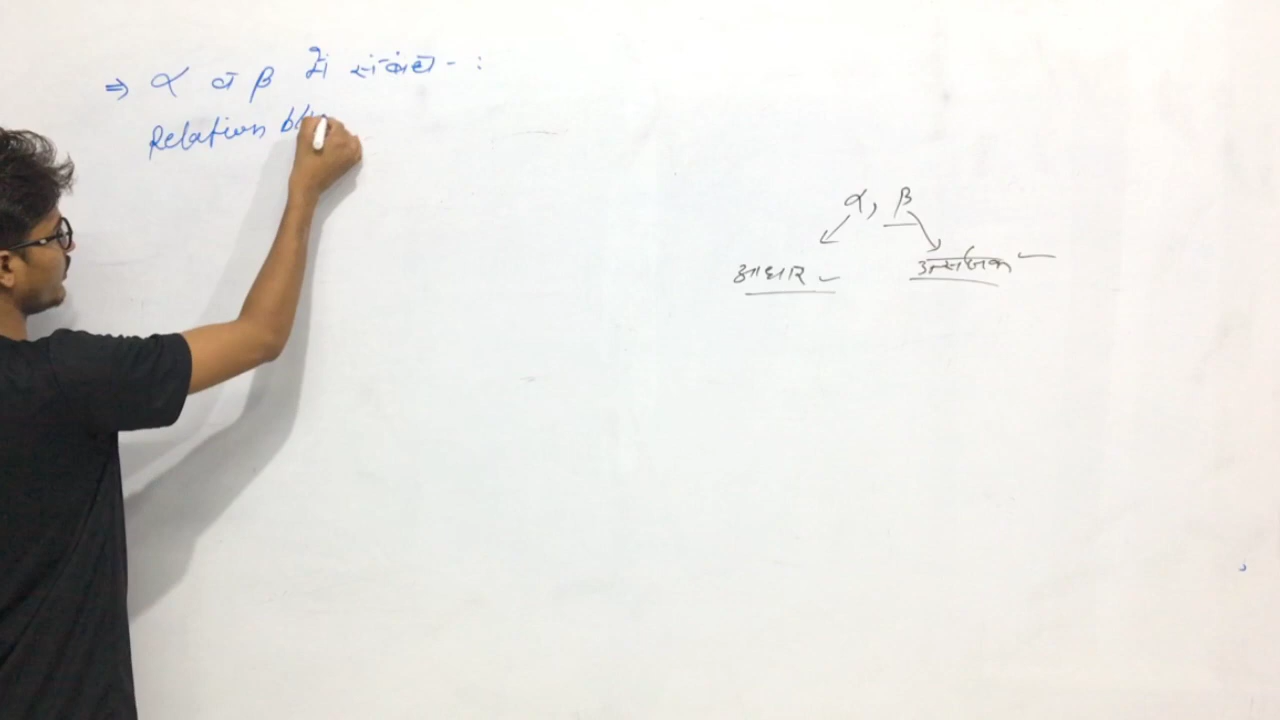 ⇒ α व β में संबंध - :
Relation b/w
α, β
आधार
उत्सर्जक